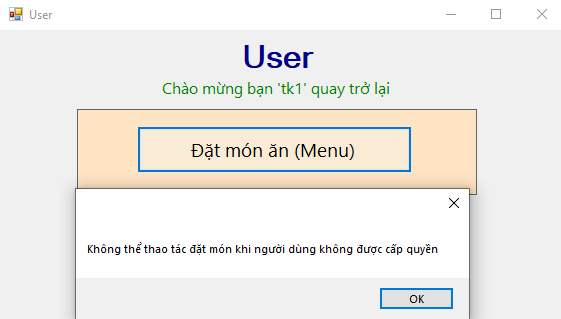 User
User
Chào mừng bạn 'tk1' quay trở lại
Đặt món ăn (Menu)
Không thể thao tác đặt món khi người dùng không được cấp quyền
OK